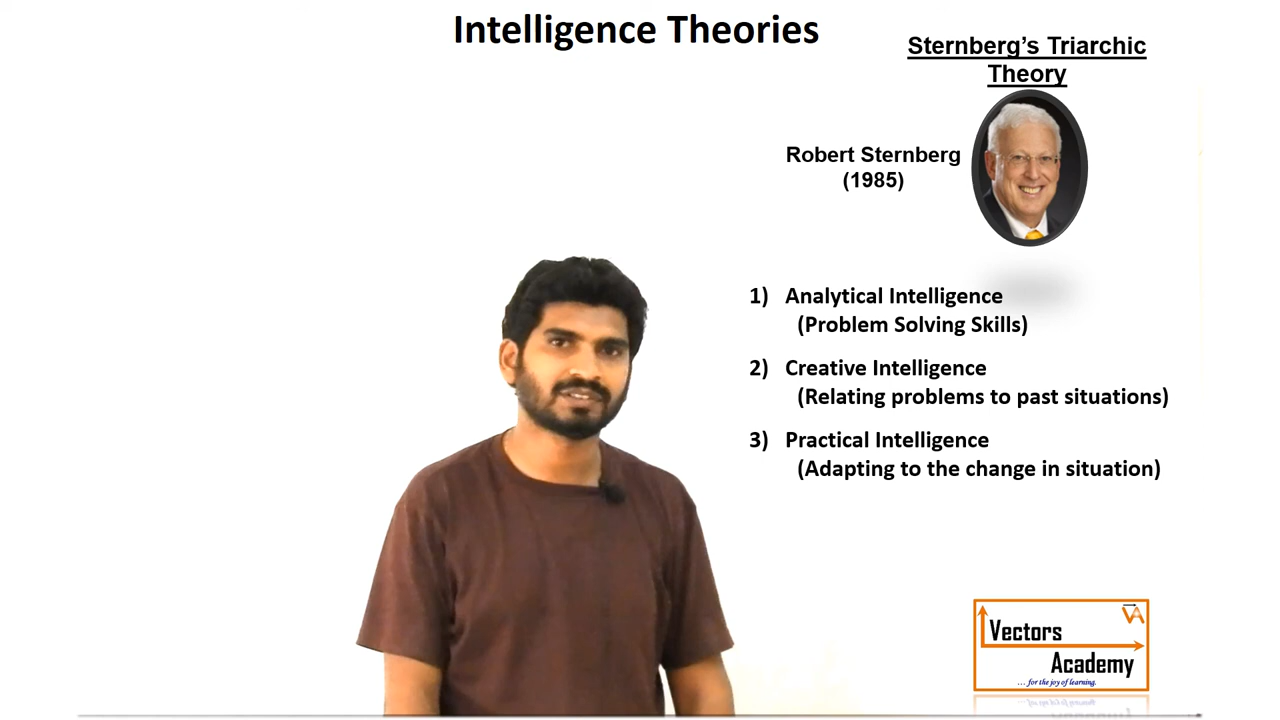 Intelligence Theories
Sternberg's Triarchic
Theory
Robert Sternberg
(1985)
1) Analytical Intelligence
(Problem Solving Skills)
2) Creative Intelligence
(Relating problems to past situations)
3) Practical Intelligence
(Adapting to the change in situation)
VA
Vectors
Academy
... for the joy of learning.